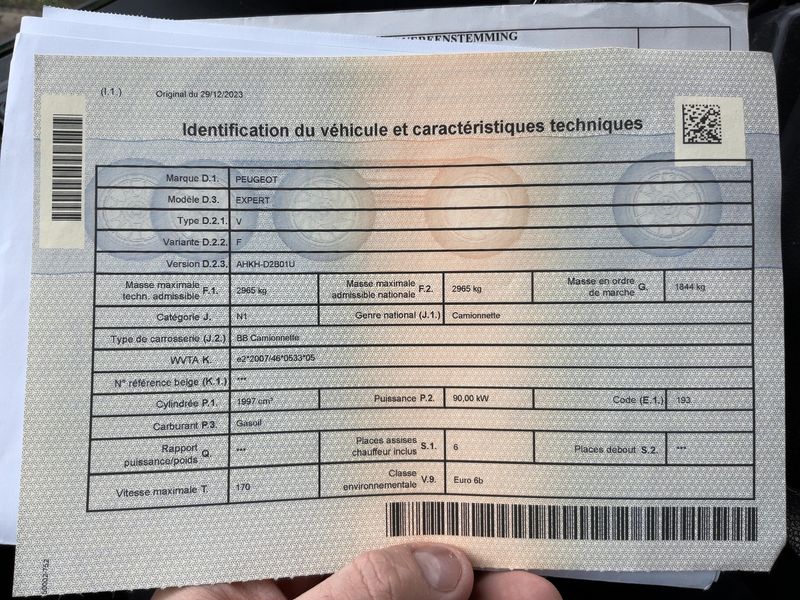 OVEREENSTEMMING
(I.1.) Original du 29/12/2023
Identification du véhicule et caractéristiques techniques
Marque D.1. PEUGEOT
Modèle D.3. EXPERT
Type D.2.1. V
Variante D.2.2. F
Version D.2.3. AHKH-D2B01U
Masse maximale techn. admissible F.1. 2965 kg Masse maximale admissible nationale F.2. 2965 kg Masse en ordre de marche G. 1844 kg
Catégorie J. N1 Genre national (J.1.) Camionnette
Type de carrosserie (J.2.) BB Camionnette
WVTA K. e2*2007/46*0533*05
N° référence belge (K.1.) ***
Cylindrée P.1. 1997 cm³ Puissance P.2. 90,00 kW Code (E.1.) 193
Carburant P.3. Gasoil
Rapport puissance/poids Q. *** Places assises chauffeur inclus S.1. 6 Places debout S.2. ***
Vitesse maximale T. 170 Classe environnementale V.9. Euro 6b